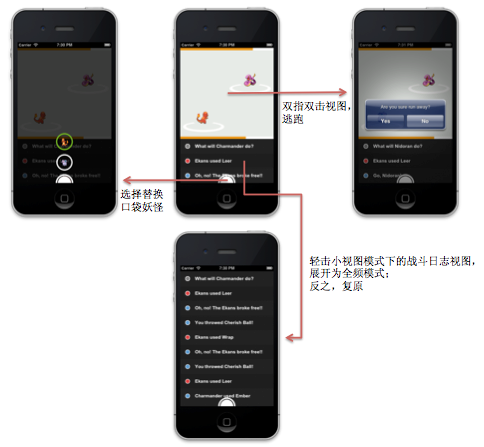 Carrier 7:30 PM
What will Charmander do?
Ekans used Leer
Oh, no! The Ekans broke free!!
Carrier 7:30 PM
What will Charmander do?
Ekans used Leer
Oh, no! The Ekans broke free!!
Carrier 7:31 PM
Are you sure run away?
Yes No
What will Nidoran do?
Ekans used Leer
Go, Nidoran
双指双击视图，
逃跑
选择替换
口袋妖怪
轻击小视图模式下的战斗日志视图，
展开为全频模式；
反之，复原
Carrier 7:30 PM
What will Charmander do?
Ekans used Leer
Oh, no! The Ekans broke free!!
You throwed Cherish Ball!
Ekans used Wrap
Oh, no! The Ekans broke free!!
You throwed Cherish Ball!
Ekans used Leer
Charmander used Ember